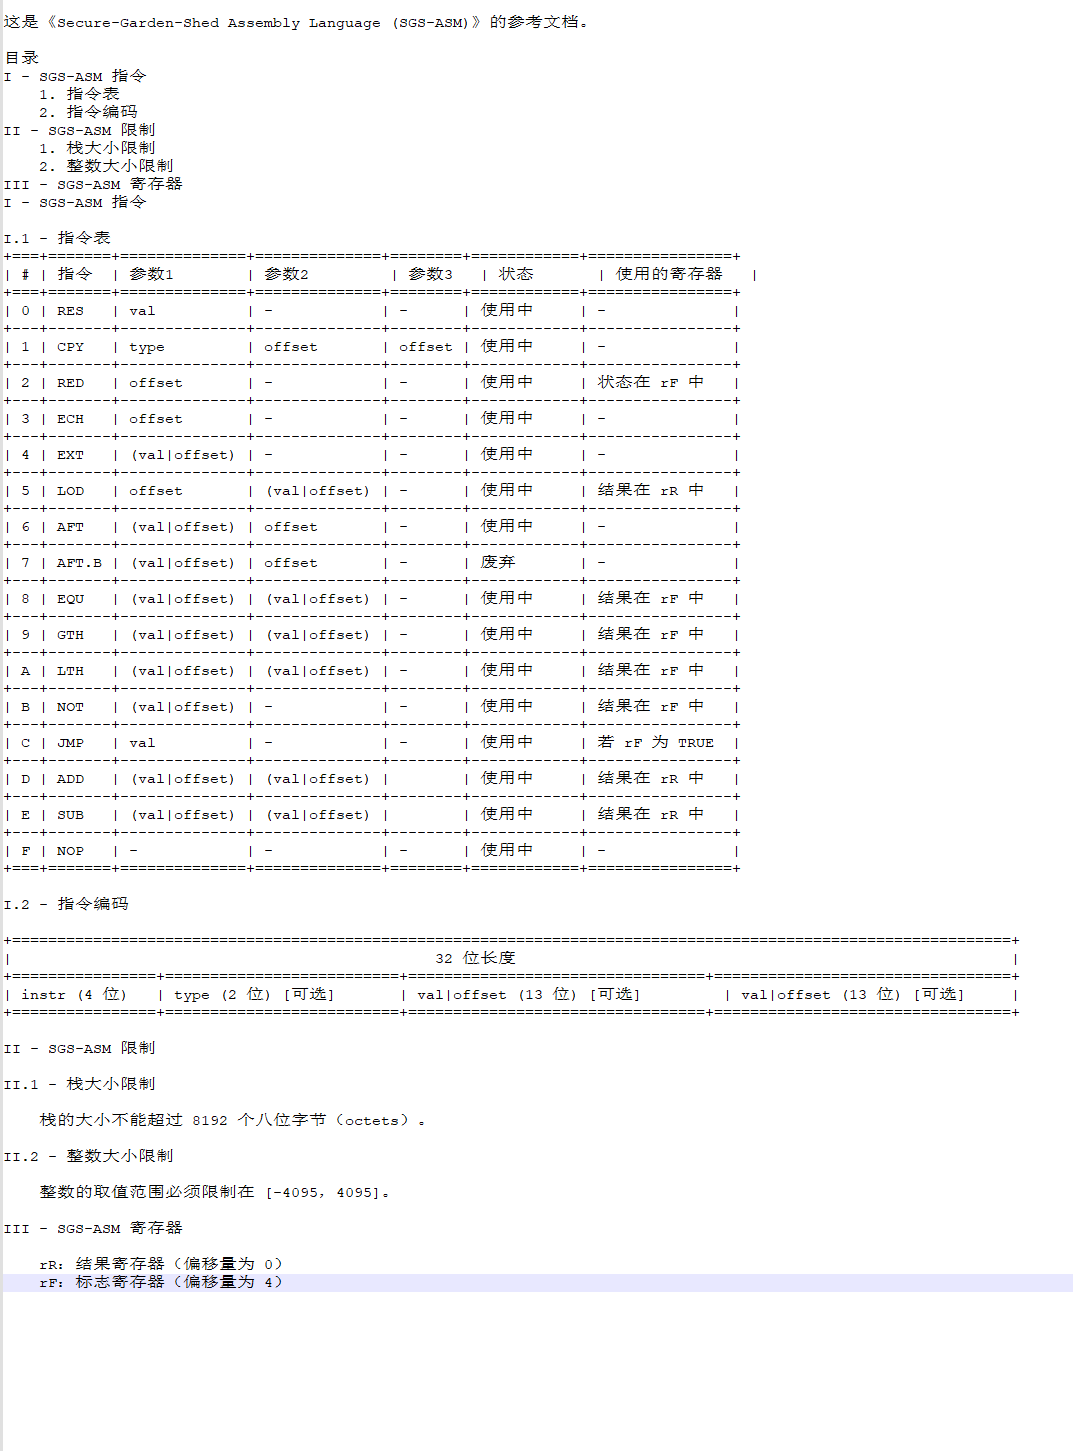 这是《Secure-Garden-Shed Assembly Language (SGS-ASM)》的参考文档。
目录
I - SGS-ASM 指令
    1. 指令表
    2. 指令编码
II - SGS-ASM 限制
    1. 栈大小限制
    2. 整数大小限制
III - SGS-ASM 寄存器
I - SGS-ASM 指令
I.1 - 指令表
+===+=======+==============+==============+========+============+================+
| # | 指令  | 参数1        | 参数2         | 参数3   | 状态       | 使用的寄存器   |
+===+=======+==============+==============+========+============+================+
| 0 | RES   | val          | -            | -      | 使用中     | -              |
+---+-------+--------------+--------------+--------+------------+----------------+
| 1 | CPY   | type         | offset       | offset | 使用中     | -              |
+---+-------+--------------+--------------+--------+------------+----------------+
| 2 | RED   | offset       | -            | -      | 使用中     | 状态在 rF 中   |
+---+-------+--------------+--------------+--------+------------+----------------+
| 3 | ECH   | offset       | -            | -      | 使用中     | -              |
+---+-------+--------------+--------------+--------+------------+----------------+
| 4 | EXT   | (val|offset) | -            | -      | 使用中     | -              |
+---+-------+--------------+--------------+--------+------------+----------------+
| 5 | LOD   | offset       | (val|offset) | -      | 使用中     | 结果在 rR 中   |
+---+-------+--------------+--------------+--------+------------+----------------+
| 6 | AFT   | (val|offset) | offset       | -      | 使用中     | -              |
+---+-------+--------------+--------------+--------+------------+----------------+
| 7 | AFT.B | (val|offset) | offset       | -      | 废弃       | -              |
+---+-------+--------------+--------------+--------+------------+----------------+
| 8 | EQU   | (val|offset) | (val|offset) | -      | 使用中     | 结果在 rF 中   |
+---+-------+--------------+--------------+--------+------------+----------------+
| 9 | GTH   | (val|offset) | (val|offset) | -      | 使用中     | 结果在 rF 中   |
+---+-------+--------------+--------------+--------+------------+----------------+
| A | LTH   | (val|offset) | (val|offset) | -      | 使用中     | 结果在 rF 中   |
+---+-------+--------------+--------------+--------+------------+----------------+
| B | NOT   | (val|offset) | -            | -      | 使用中     | 结果在 rF 中   |
+---+-------+--------------+--------------+--------+------------+----------------+
| C | JMP   | val          | -            | -      | 使用中     | 若 rF 为 TRUE  |
+---+-------+--------------+--------------+--------+------------+----------------+
| D | ADD   | (val|offset) | (val|offset) |        | 使用中     | 结果在 rR 中   |
+---+-------+--------------+--------------+--------+------------+----------------+
| E | SUB   | (val|offset) | (val|offset) |        | 使用中     | 结果在 rR 中   |
+---+-------+--------------+--------------+--------+------------+----------------+
| F | NOP   | -            | -            | -      | 使用中     | -              |
+===+=======+==============+==============+========+============+================+
I.2 - 指令编码
+===============================================================================================================+
|                                               32 位长度                                                       |
+================+==========================+=================================+=================================+
| instr (4 位)   | type (2 位) [可选]       | val|offset (13 位) [可选]         | val|offset (13 位) [可选]     |
+================+==========================+=================================+=================================+
II - SGS-ASM 限制
II.1 - 栈大小限制
    栈的大小不能超过 8192 个八位字节（octets）。
II.2 - 整数大小限制
    整数的取值范围必须限制在 [-4095, 4095]。
III - SGS-ASM 寄存器
    rR: 结果寄存器（偏移量为 0）
    rF: 标志寄存器（偏移量为 4）